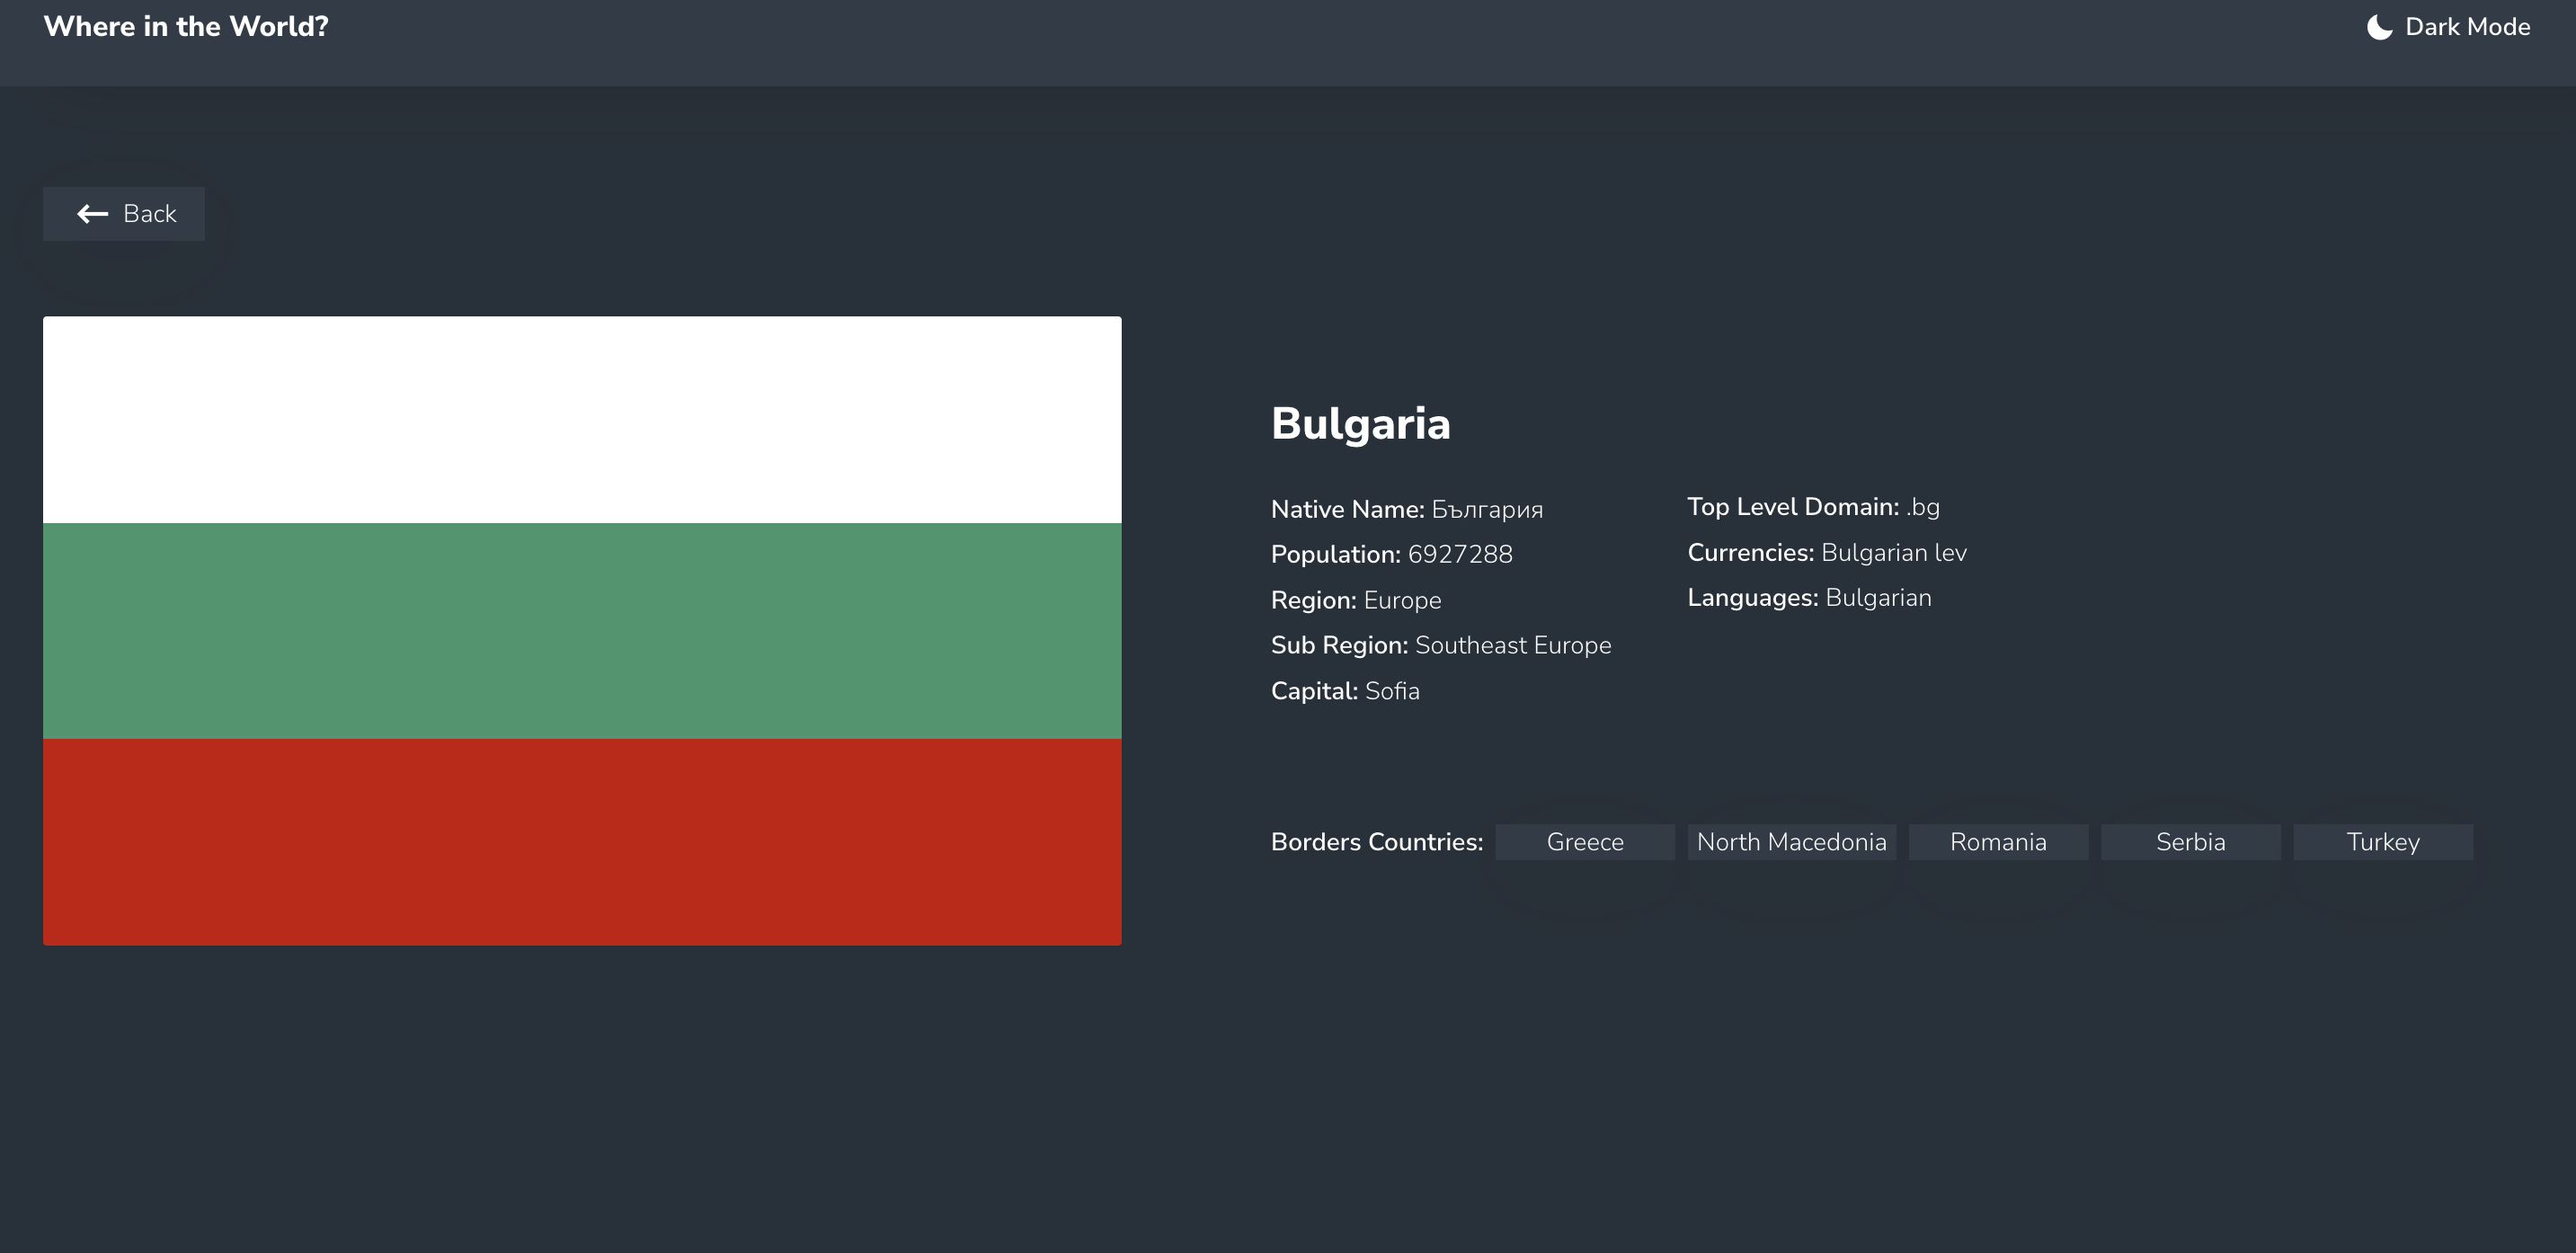 Where in the World?
Dark Mode
Back
Bulgaria
Native Name: България
Population: 6927288
Region: Europe
Sub Region: Southeast Europe
Capital: Sofia
Top Level Domain: .bg
Currencies: Bulgarian lev
Languages: Bulgarian
Borders Countries: Greece North Macedonia Romania Serbia Turkey